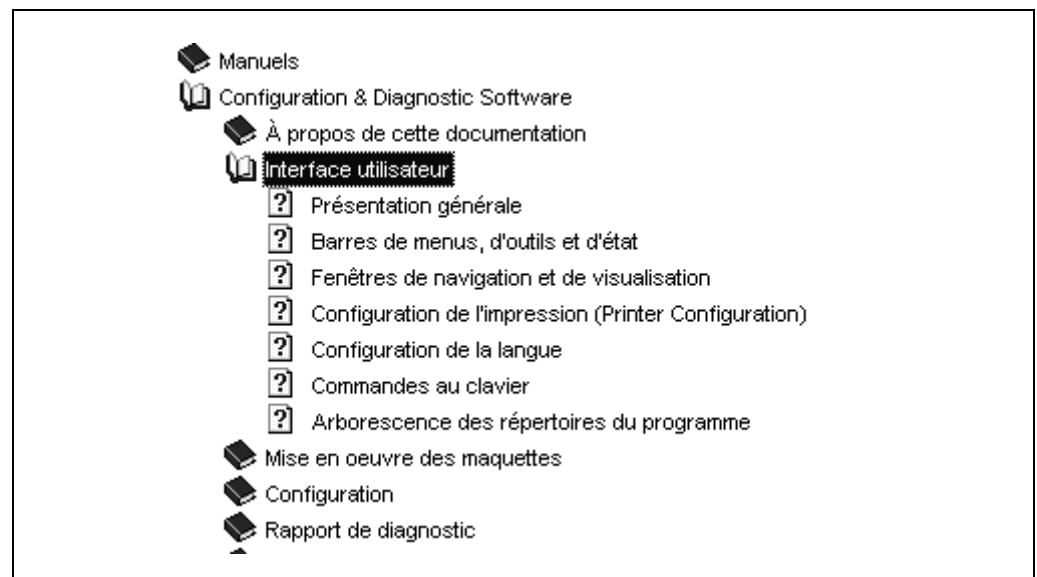 Manuels
Configuration & Diagnostic Software
À propos de cette documentation
Interface utilisateur
? Présentation générale
? Barres de menus, d'outils et d'état
? Fenêtres de navigation et de visualisation
? Configuration de l'impression (Printer Configuration)
? Configuration de la langue
? Commandes au clavier
? Arborescence des répertoires du programme
Mise en oeuvre des maquettes
Configuration
Rapport de diagnostic